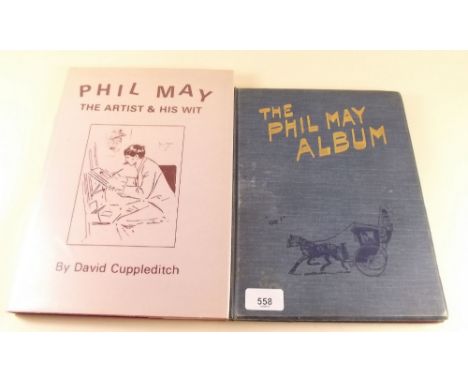 PHIL MAY
THE ARTIST & HIS WIT
By David Cuppleditch
THE
PHIL MAY
ALBUM
558